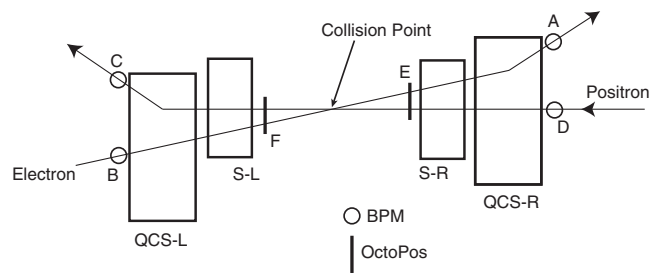 Collision Point
A
C
E
Positron
D
F
Electron
B
S-L
S-R
QCS-R
QCS-L
BPM
OctoPos